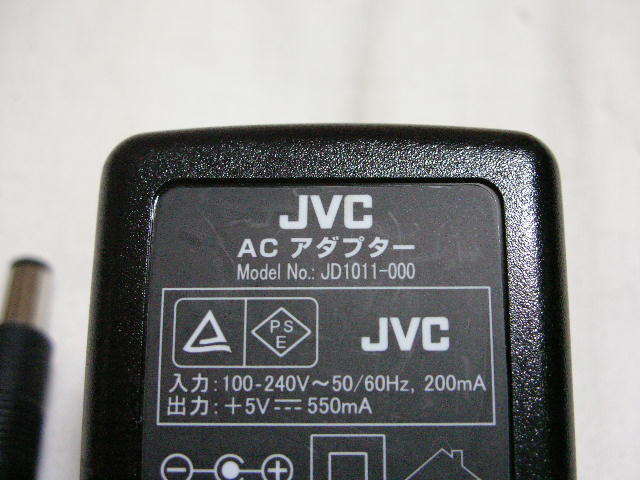 JVC
AC アダプター
Model No.: JD1011-000
PSE
JVC
入力: 100-240V～50/60Hz, 200mA
出力: +5V⎓550mA